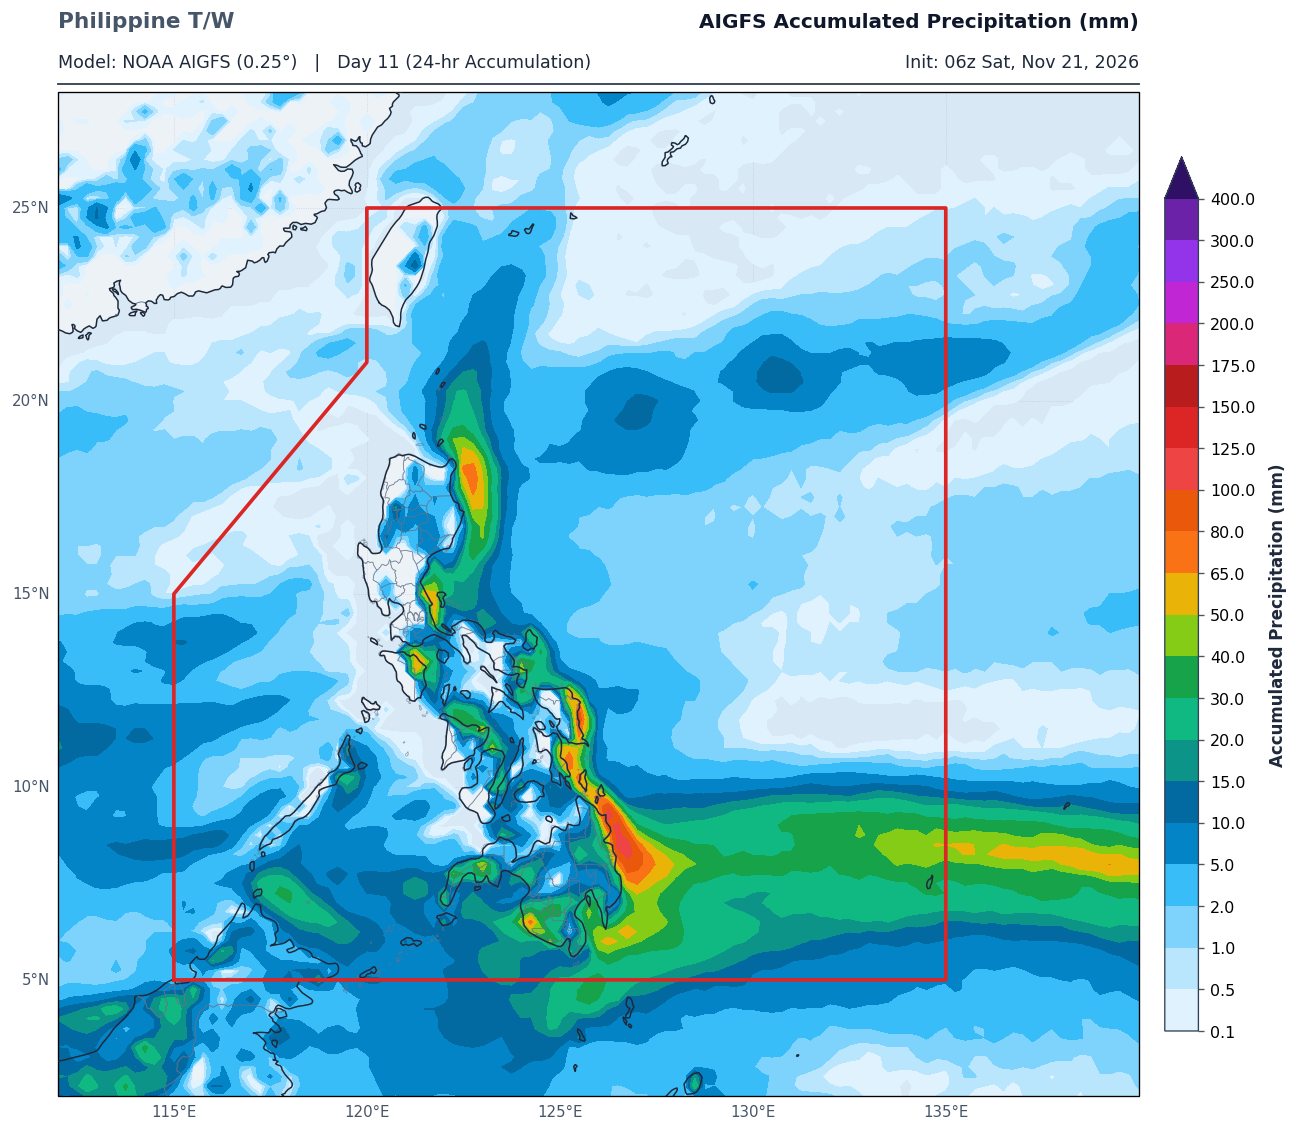 Philippine T/W
AIGFS Accumulated Precipitation (mm)
Model: NOAA AIGFS (0.25°)   |   Day 11 (24-hr Accumulation)
Init: 06z Sat, Nov 21, 2026
25°N
20°N
15°N
10°N
5°N
115°E
120°E
125°E
130°E
135°E
400.0
300.0
250.0
200.0
175.0
150.0
125.0
100.0
80.0
65.0
50.0
40.0
30.0
20.0
15.0
10.0
5.0
2.0
1.0
0.5
0.1
Accumulated Precipitation (mm)